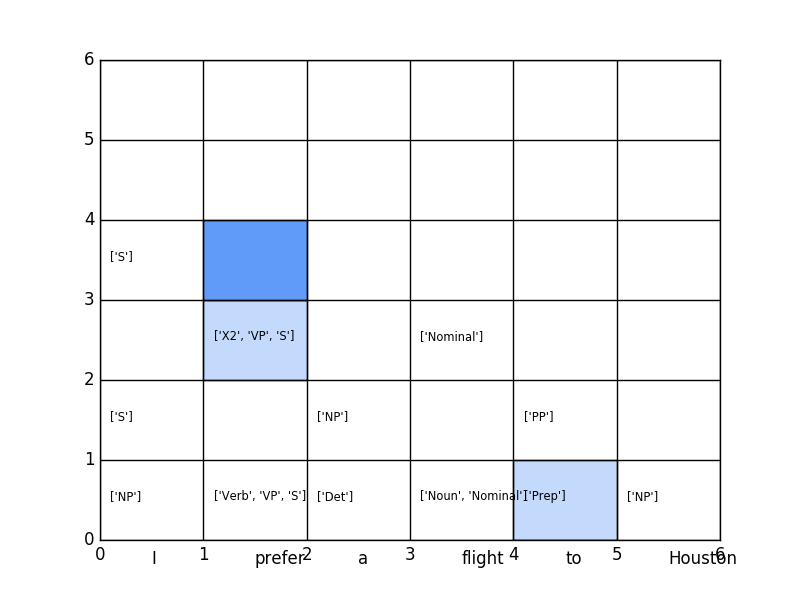 6
5
4
['S']
3
['X2', 'VP', 'S'] ['Nominal']
2
['S'] ['NP'] ['PP']
1
['NP'] ['Verb', 'VP', 'S'] ['Det'] ['Noun', 'Nominal'] ['Prep'] ['NP']
0
0 1 2 3 4 5 6
I prefer a flight to Houston